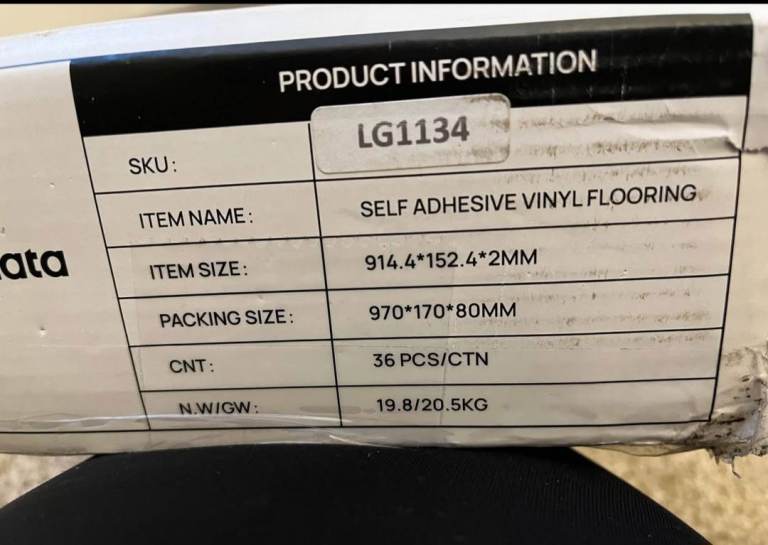 PRODUCT INFORMATION
SKU: LG1134
ITEM NAME: SELF ADHESIVE VINYL FLOORING
ata
ITEM SIZE: 914.4*152.4*2MM
PACKING SIZE: 970*170*80MM
CNT: 36 PCS/CTN
N.W/GW: 19.8/20.5KG